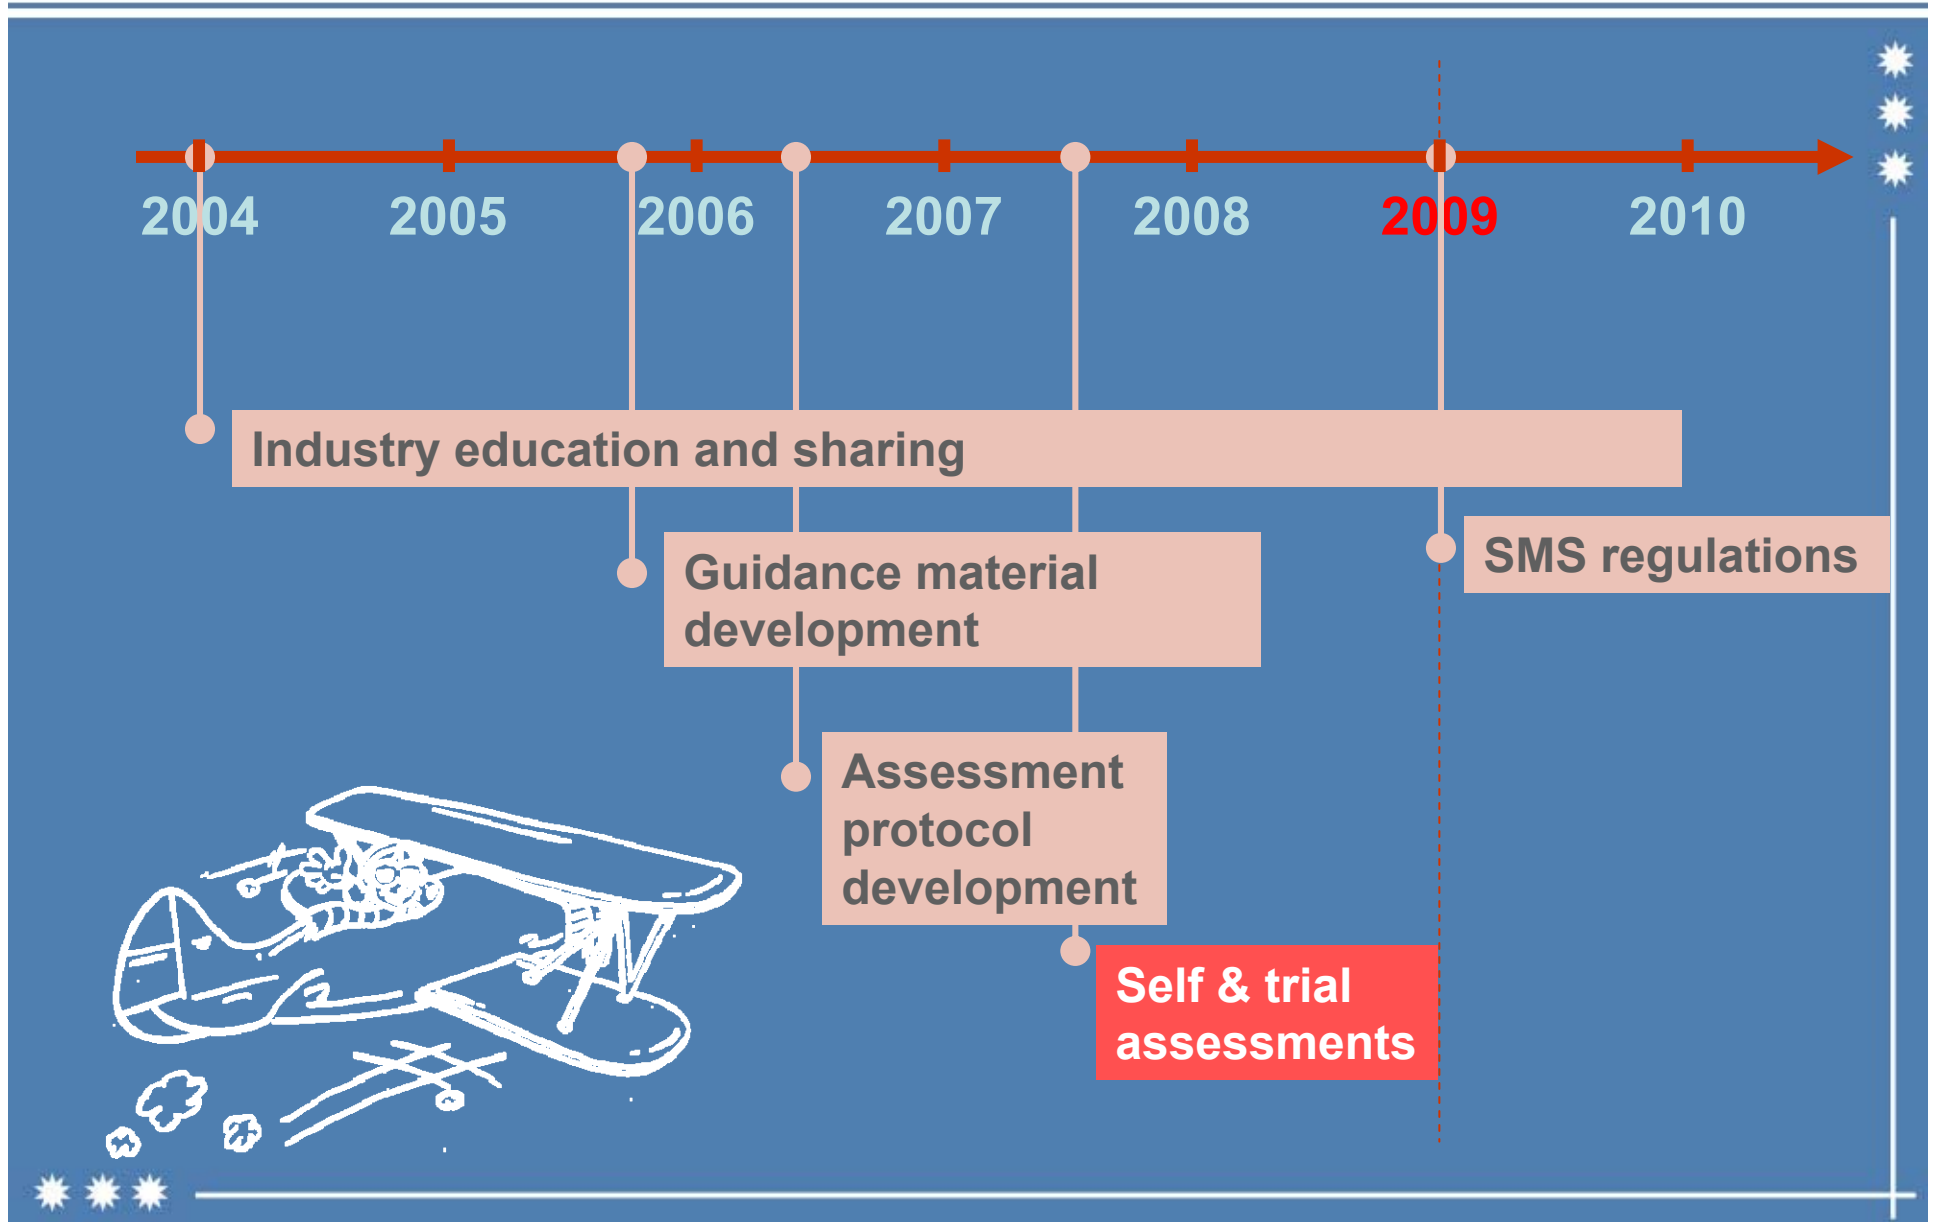 2004 2005 2006 2007 2008 2009 2010
Industry education and sharing
SMS regulations
Guidance material
development
Assessment
protocol
development
Self & trial
assessments